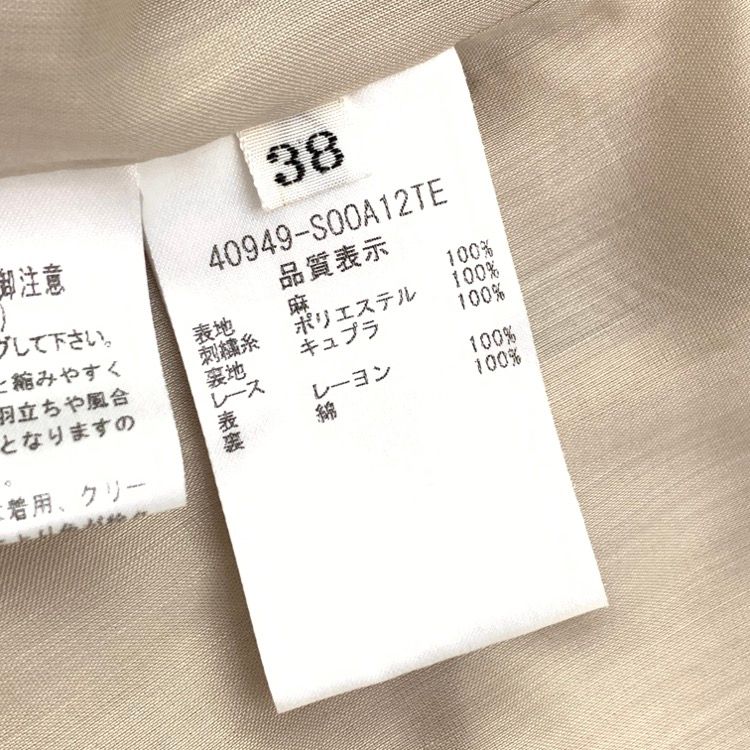 38
40949-S00A12TE
品質表示
表地 麻 100%
刺繍糸 ポリエステル 100%
裏地 キュプラ 100%
レース
表 レーヨン 100%
裏 綿 100%
御注意
)
グして下さい。
と縮みやすく
羽立ちや風合
となりますの
。
着用、クリー